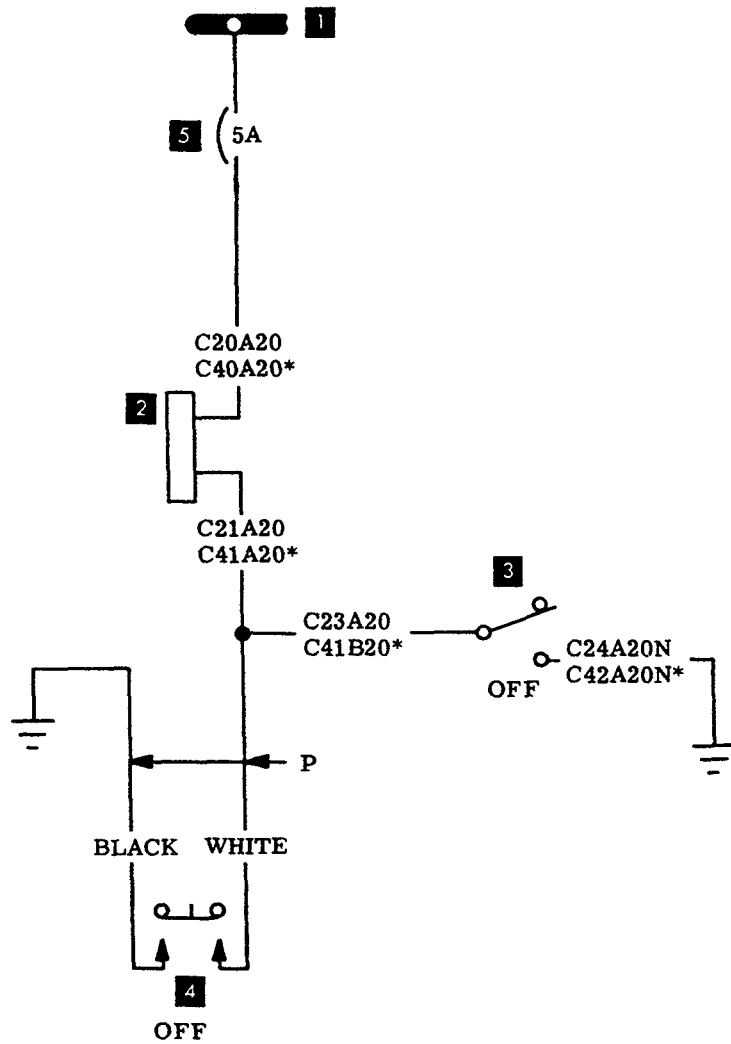 1
5
5A
C20A20
C40A20*
2
C21A20
C41A20*
3
C23A20
C41B20*
C24A20N
C42A20N*
OFF
P
BLACK WHITE
4
OFF